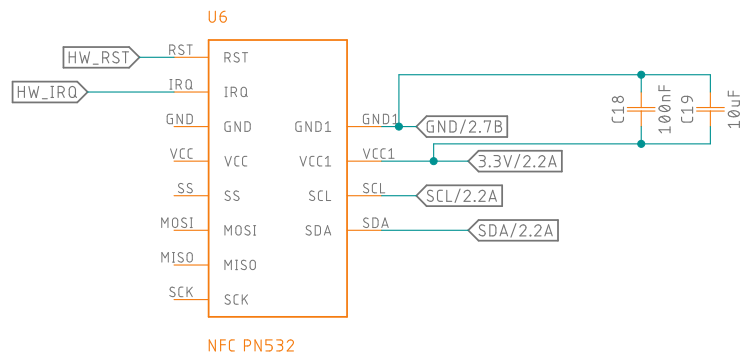 U6
HW_RST RST RST
HW_IRQ IRQ IRQ
GND GND GND1 GND1 GND/2.7B
VCC VCC VCC1 VCC1 3.3V/2.2A
SS SS SCL SCL SCL/2.2A
MOSI MOSI SDA SDA SDA/2.2A
MISO MISO
SCK SCK
NFC PN532
C18
100nF
C19
10uF